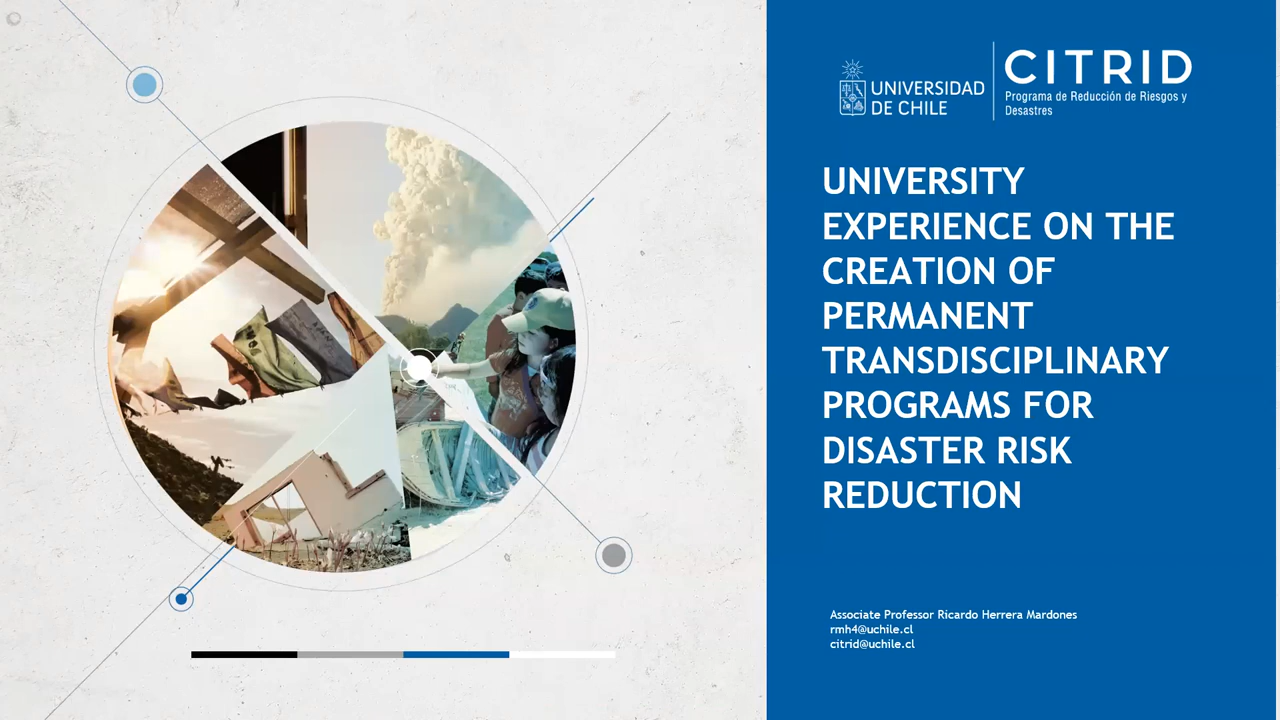 UNIVERSIDAD
DE CHILE
CITRID
Programa de Reducción de Riesgos y
Desastres
UNIVERSITY
EXPERIENCE ON THE
CREATION OF
PERMANENT
TRANSDISCIPLINARY
PROGRAMS FOR
DISASTER RISK
REDUCTION
Associate Professor Ricardo Herrera Mardones
rmh4@uchile.cl
citrid@uchile.cl